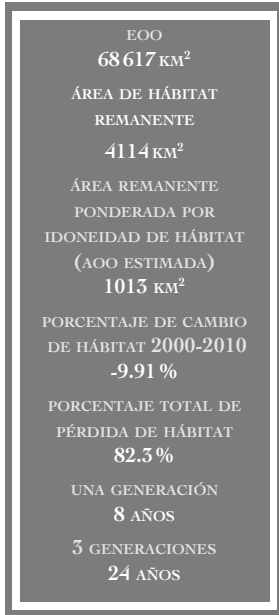 EOO
68 617 KM²
ÁREA DE HÁBITAT
REMANENTE
4114 KM²
ÁREA REMANENTE
PONDERADA POR
IDONEIDAD DE HÁBITAT
(AOO ESTIMADA)
1013 KM²
PORCENTAJE DE CAMBIO
DE HÁBITAT 2000-2010
-9.91 %
PORCENTAJE TOTAL DE
PÉRDIDA DE HÁBITAT
82.3 %
UNA GENERACIÓN
8 AÑOS
3 GENERACIONES
24 AÑOS